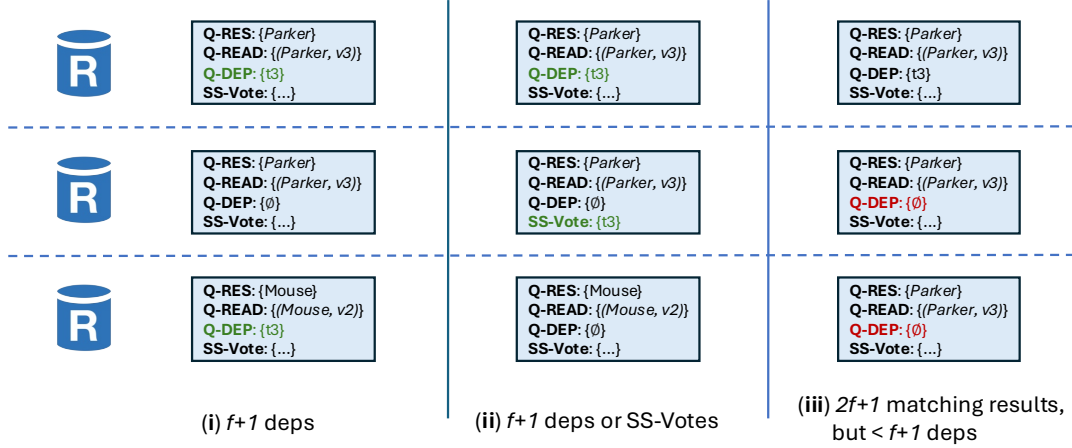 R
Q-RES: {Parker}
Q-READ: {(Parker, v3)}
Q-DEP: {t3}
SS-Vote: {...}
Q-RES: {Parker}
Q-READ: {(Parker, v3)}
Q-DEP: {t3}
SS-Vote: {...}
Q-RES: {Parker}
Q-READ: {(Parker, v3)}
Q-DEP: {t3}
SS-Vote: {...}
R
Q-RES: {Parker}
Q-READ: {(Parker, v3)}
Q-DEP: {∅}
SS-Vote: {...}
Q-RES: {Parker}
Q-READ: {(Parker, v3)}
Q-DEP: {∅}
SS-Vote: {t3}
Q-RES: {Parker}
Q-READ: {(Parker, v3)}
Q-DEP: {∅}
SS-Vote: {...}
R
Q-RES: {Mouse}
Q-READ: {(Mouse, v2)}
Q-DEP: {t3}
SS-Vote: {...}
Q-RES: {Mouse}
Q-READ: {(Mouse, v2)}
Q-DEP: {∅}
SS-Vote: {...}
Q-RES: {Parker}
Q-READ: {(Parker, v3)}
Q-DEP: {∅}
SS-Vote: {...}
(i) f+1 deps
(ii) f+1 deps or SS-Votes
(iii) 2f+1 matching results,
but < f+1 deps